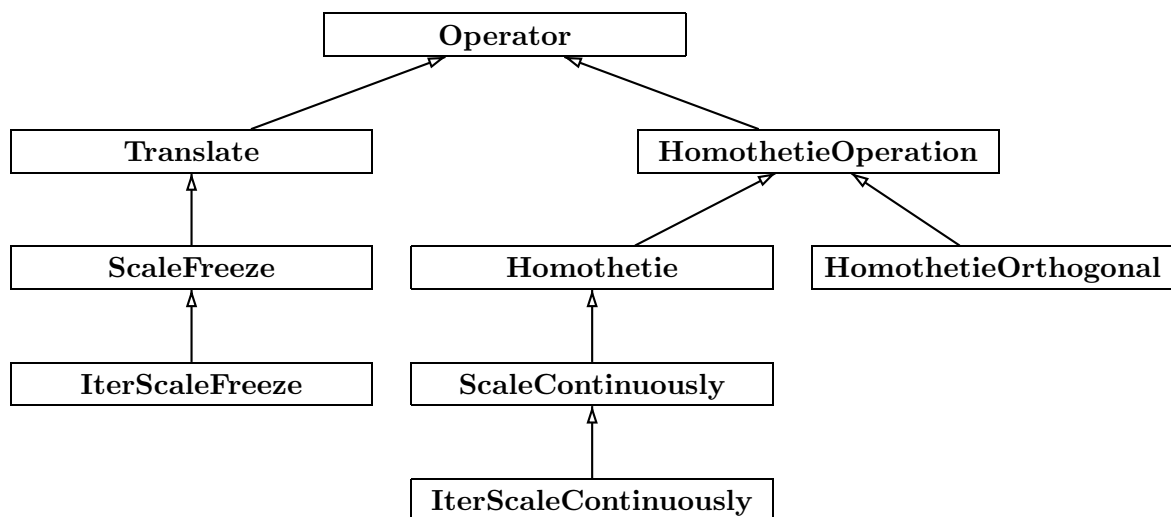 Operator
Translate
HomothetieOperation
ScaleFreeze
Homothetie
HomothetieOrthogonal
IterScaleFreeze
ScaleContinuously
IterScaleContinuously